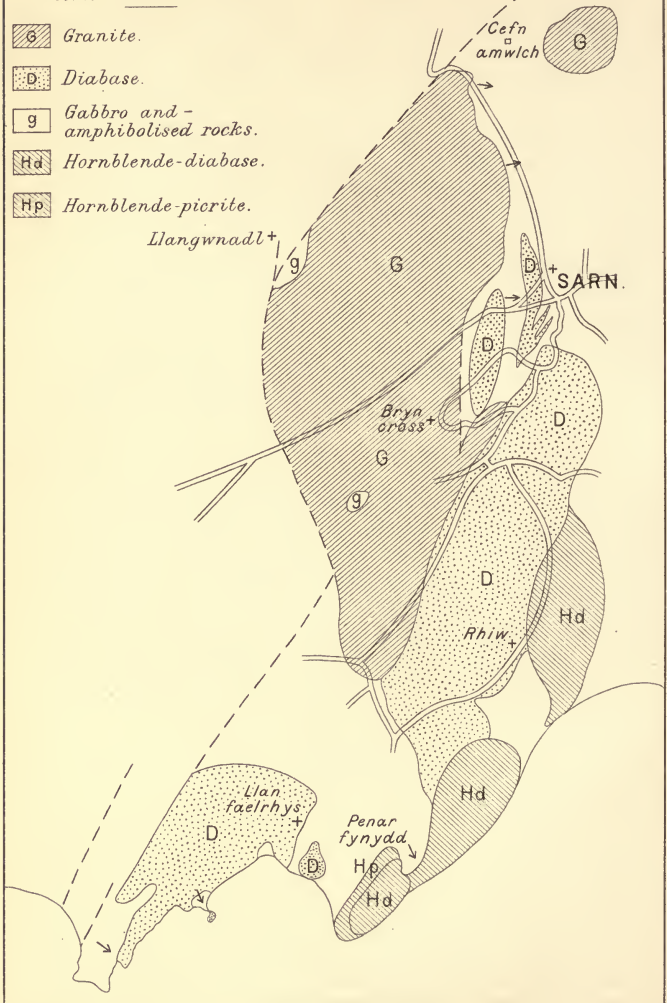 G Granite.
D Diabase.
g Gabbro and-
amphibolised rocks.
Hd Hornblende-diabase.
Hp Hornblende-picrite.
Cefn
amwlch
G
Llangwnadl
g
G
D
SARN.
D
Bryn
cross
D
G
g
D
Hd
Rhiw
Hd
Llan
faelrhys
D
Penar
fynydd
D
Hp
Hd